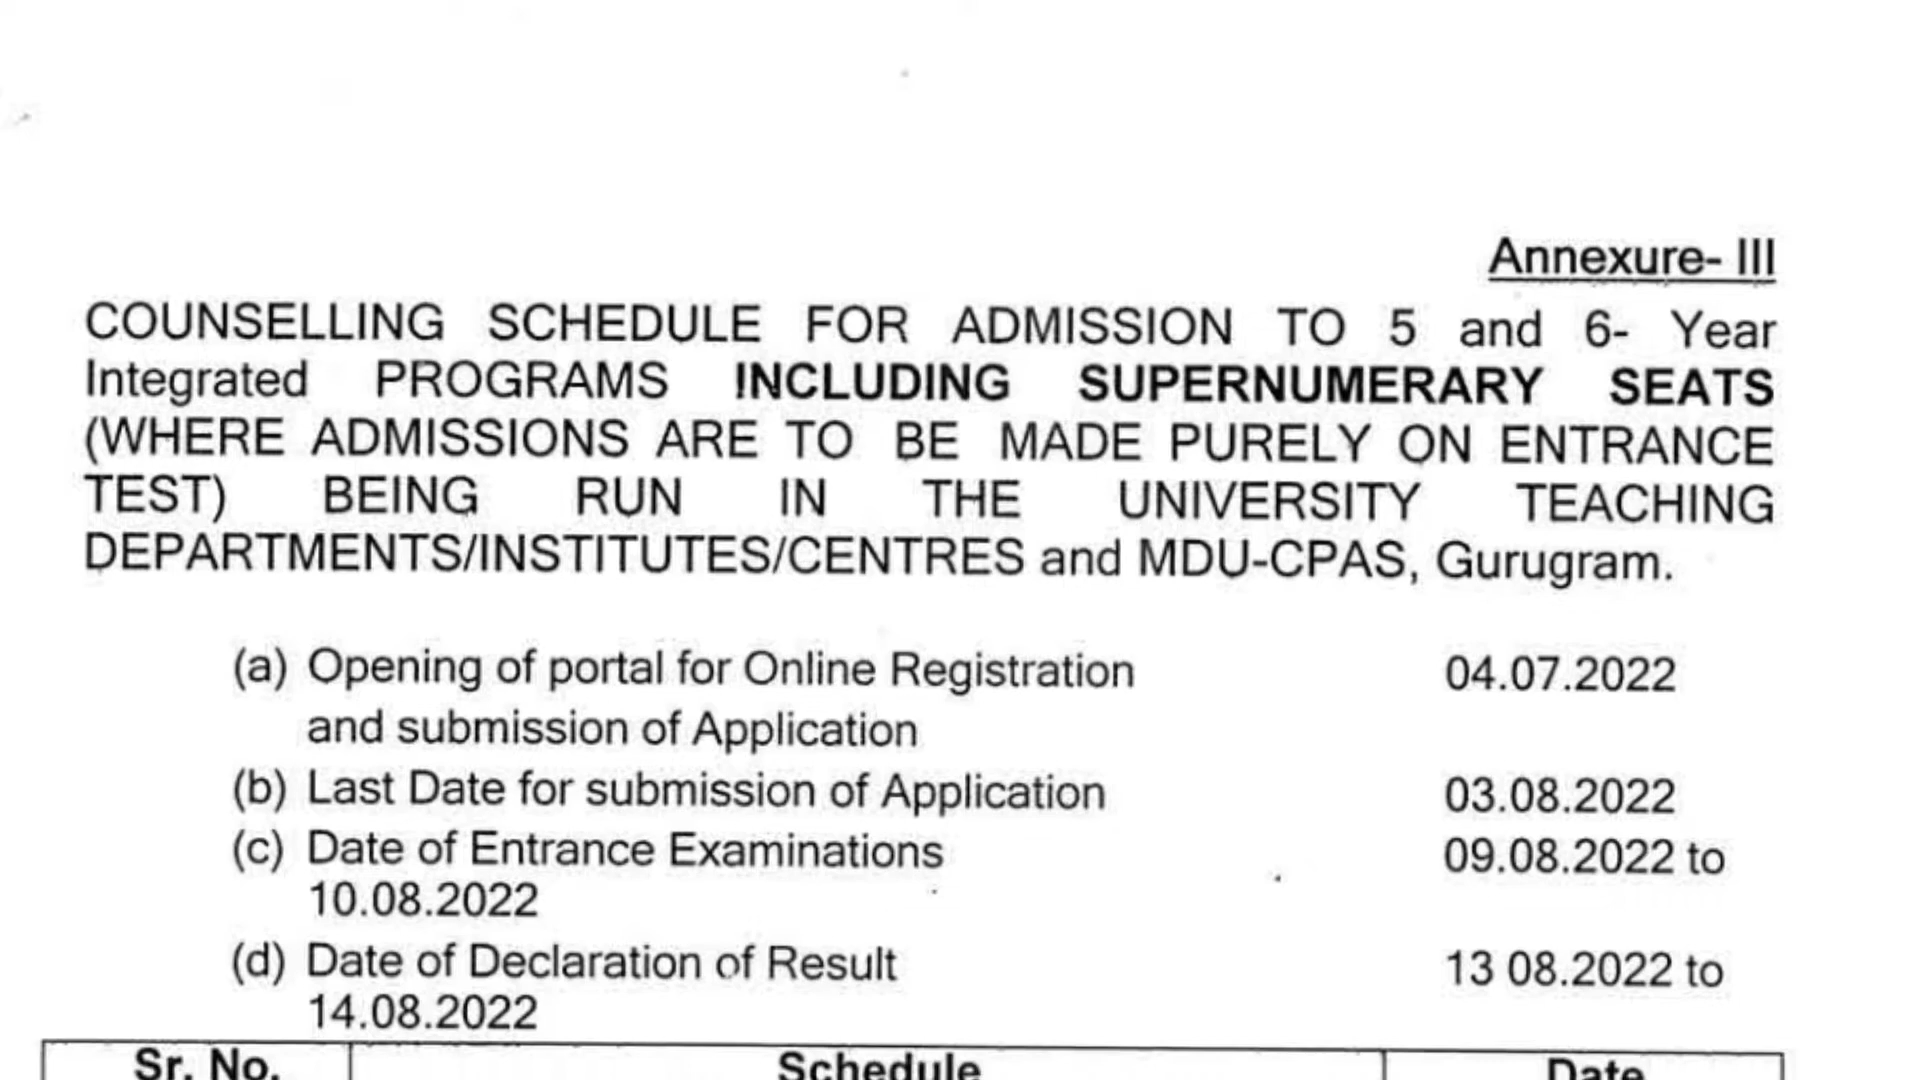 Annexure- III
COUNSELLING SCHEDULE FOR ADMISSION TO 5 and 6- Year
Integrated PROGRAMS INCLUDING SUPERNUMERARY SEATS
(WHERE ADMISSIONS ARE TO BE MADE PURELY ON ENTRANCE
TEST) BEING RUN IN THE UNIVERSITY TEACHING
DEPARTMENTS/INSTITUTES/CENTRES and MDU-CPAS, Gurugram.
(a) Opening of portal for Online Registration 04.07.2022
and submission of Application
(b) Last Date for submission of Application 03.08.2022
(c) Date of Entrance Examinations 09.08.2022 to
10.08.2022
(d) Date of Declaration of Result 13 08.2022 to
14.08.2022
Sr. No. Schedule Date